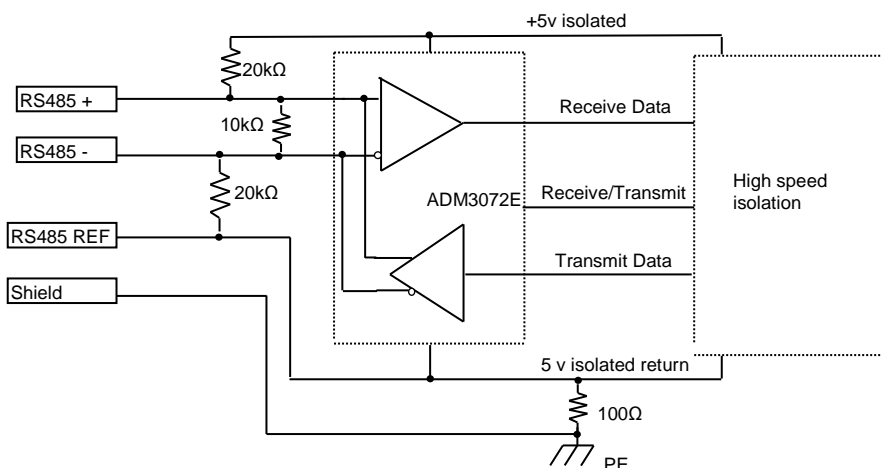 +5v isolated
20kΩ
RS485 +
Receive Data
10kΩ
RS485 -
20kΩ
ADM3072E
Receive/Transmit
High speed
isolation
RS485 REF
Transmit Data
Shield
5 v isolated return
100Ω
PE